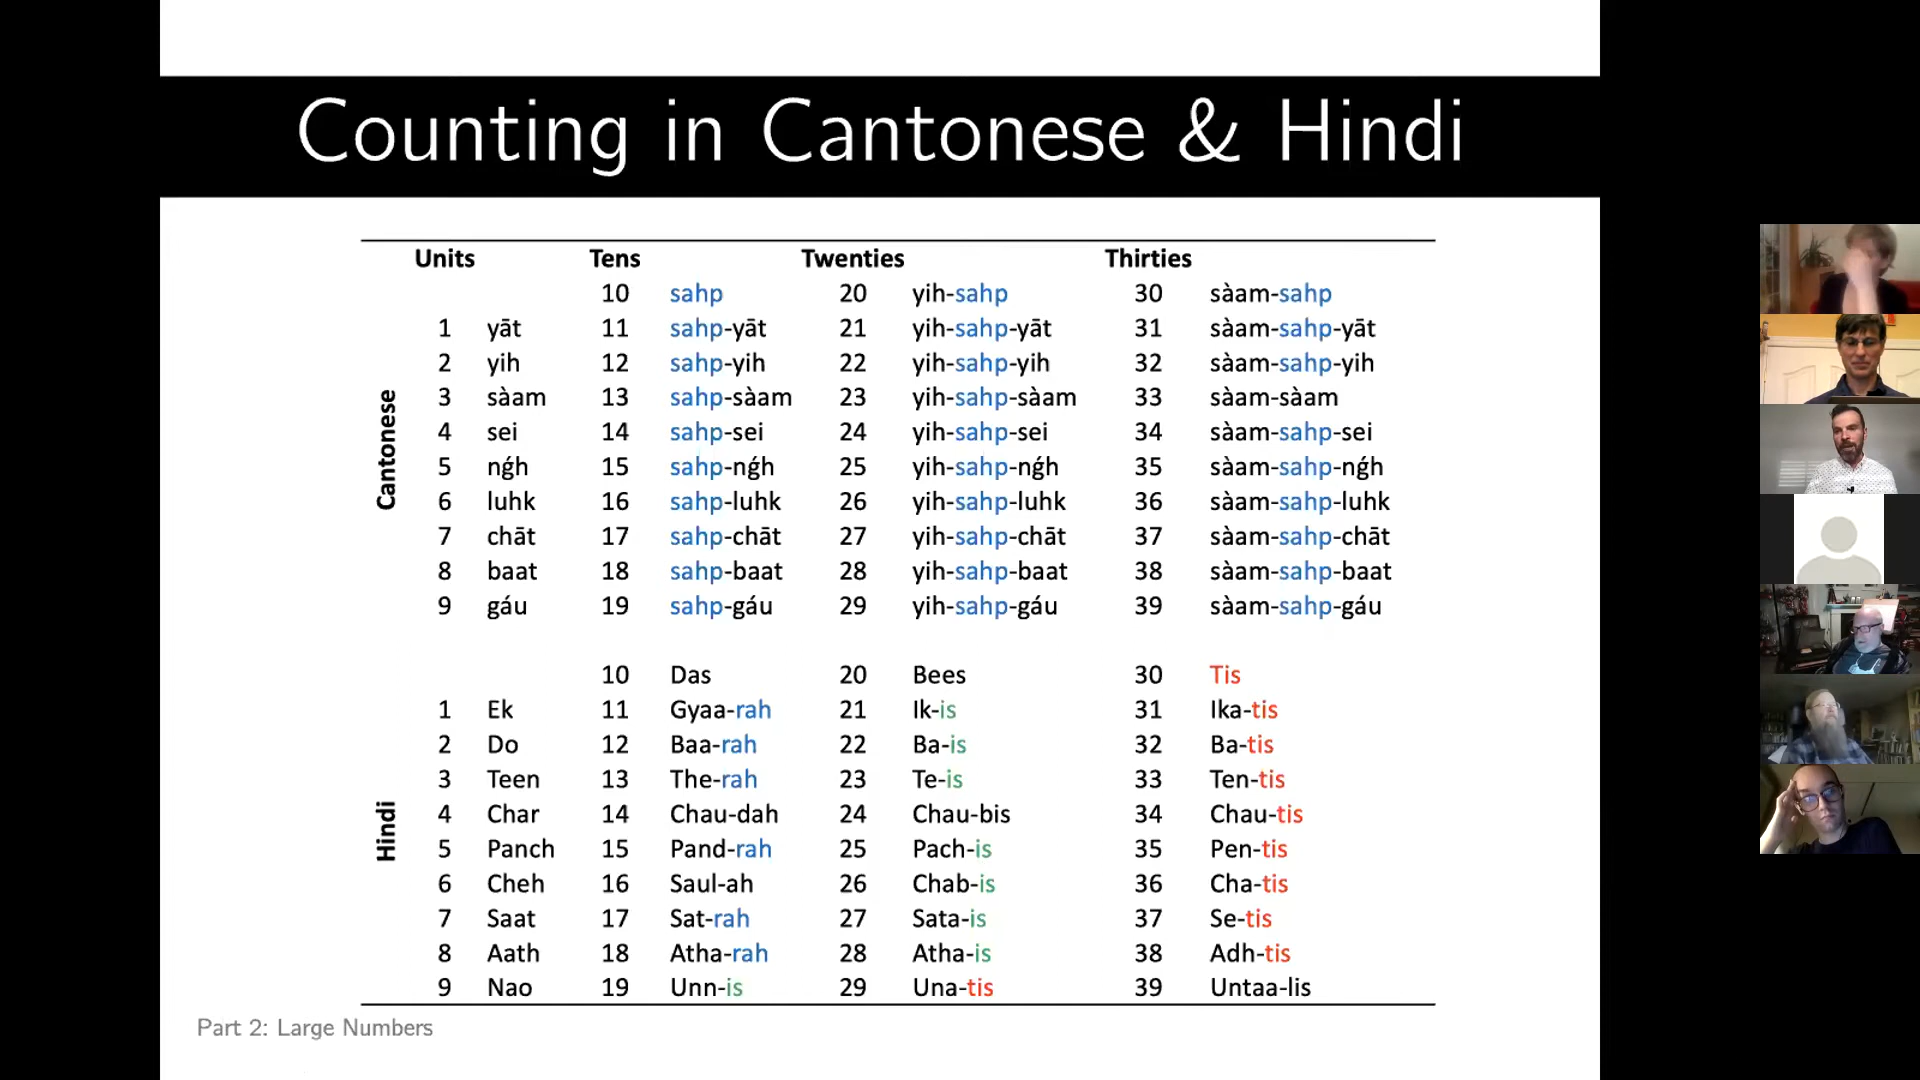 Counting in Cantonese & Hindi
Units Tens Twenties Thirties
Cantonese
10 sahp 20 yih-sahp 30 sàam-sahp
1 yāt 11 sahp-yāt 21 yih-sahp-yāt 31 sàam-sahp-yāt
2 yih 12 sahp-yih 22 yih-sahp-yih 32 sàam-sahp-yih
3 sàam 13 sahp-sàam 23 yih-sahp-sàam 33 sàam-sàam
4 sei 14 sahp-sei 24 yih-sahp-sei 34 sàam-sahp-sei
5 nǵh 15 sahp-nǵh 25 yih-sahp-nǵh 35 sàam-sahp-nǵh
6 luhk 16 sahp-luhk 26 yih-sahp-luhk 36 sàam-sahp-luhk
7 chāt 17 sahp-chāt 27 yih-sahp-chāt 37 sàam-sahp-chāt
8 baat 18 sahp-baat 28 yih-sahp-baat 38 sàam-sahp-baat
9 gáu 19 sahp-gáu 29 yih-sahp-gáu 39 sàam-sahp-gáu
Hindi
10 Das 20 Bees 30 Tis
1 Ek 11 Gyaa-rah 21 Ik-is 31 Ika-tis
2 Do 12 Baa-rah 22 Ba-is 32 Ba-tis
3 Teen 13 The-rah 23 Te-is 33 Ten-tis
4 Char 14 Chau-dah 24 Chau-bis 34 Chau-tis
5 Panch 15 Pand-rah 25 Pach-is 35 Pen-tis
6 Cheh 16 Saul-ah 26 Chab-is 36 Cha-tis
7 Saat 17 Sat-rah 27 Sata-is 37 Se-tis
8 Aath 18 Atha-rah 28 Atha-is 38 Adh-tis
9 Nao 19 Unn-is 29 Una-tis 39 Untaa-lis
Part 2: Large Numbers